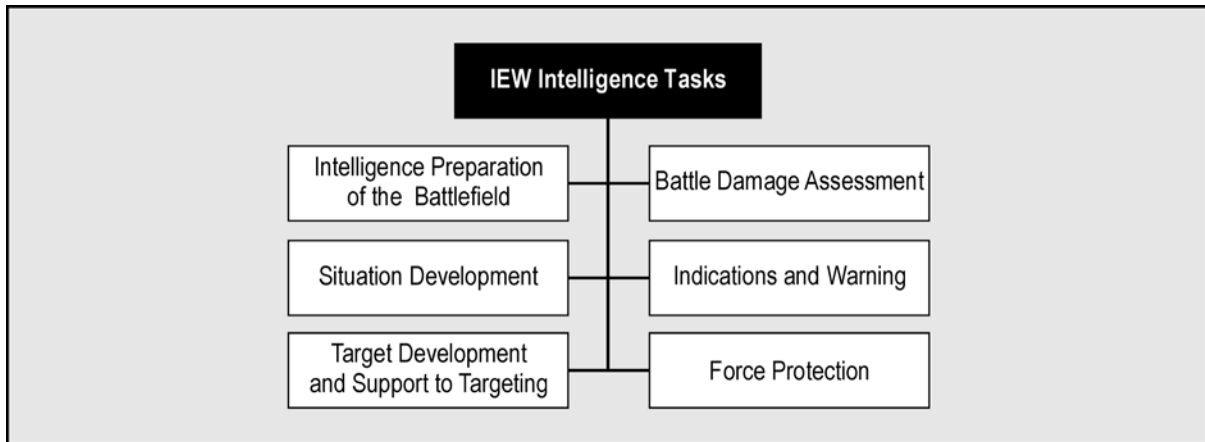 IEW Intelligence Tasks
Intelligence Preparation
of the Battlefield
Battle Damage Assessment
Situation Development
Indications and Warning
Target Development
and Support to Targeting
Force Protection